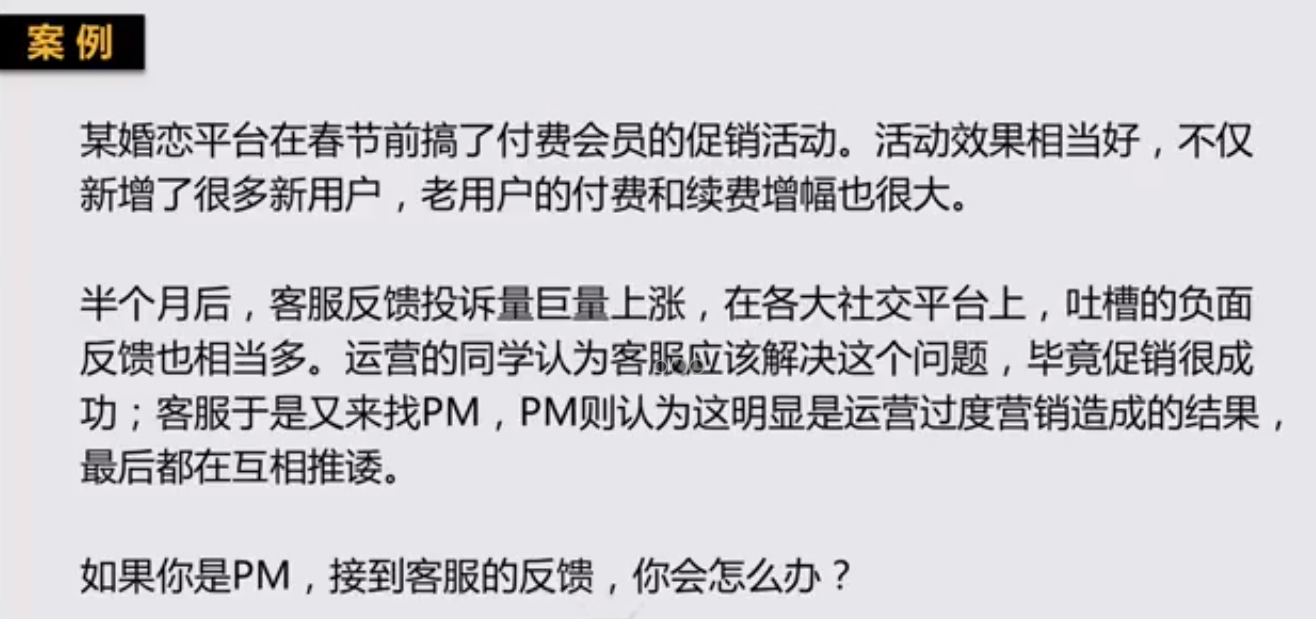 案例
某婚恋平台在春节前搞了付费会员的促销活动。活动效果相当好，不仅
新增了很多新用户，老用户的付费和续费增幅也很大。
半个月后，客服反馈投诉量巨量上涨，在各大社交平台上，吐槽的负面
反馈也相当多。运营的同学认为客服应该解决这个问题，毕竟促销很成
功；客服于是又来找PM，PM则认为这明显是运营过度营销造成的结果，
最后都在互相推诿。
如果你是PM，接到客服的反馈，你会怎么办？